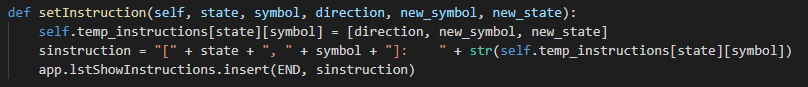 def setInstruction(self, state, symbol, direction, new_symbol, new_state):
    self.temp_instructions[state][symbol] = [direction, new_symbol, new_state]
    sinstruction = "[" + state + ", " + symbol + "]:    " + str(self.temp_instructions[state][symbol])
    app.lstShowInstructions.insert(END, sinstruction)